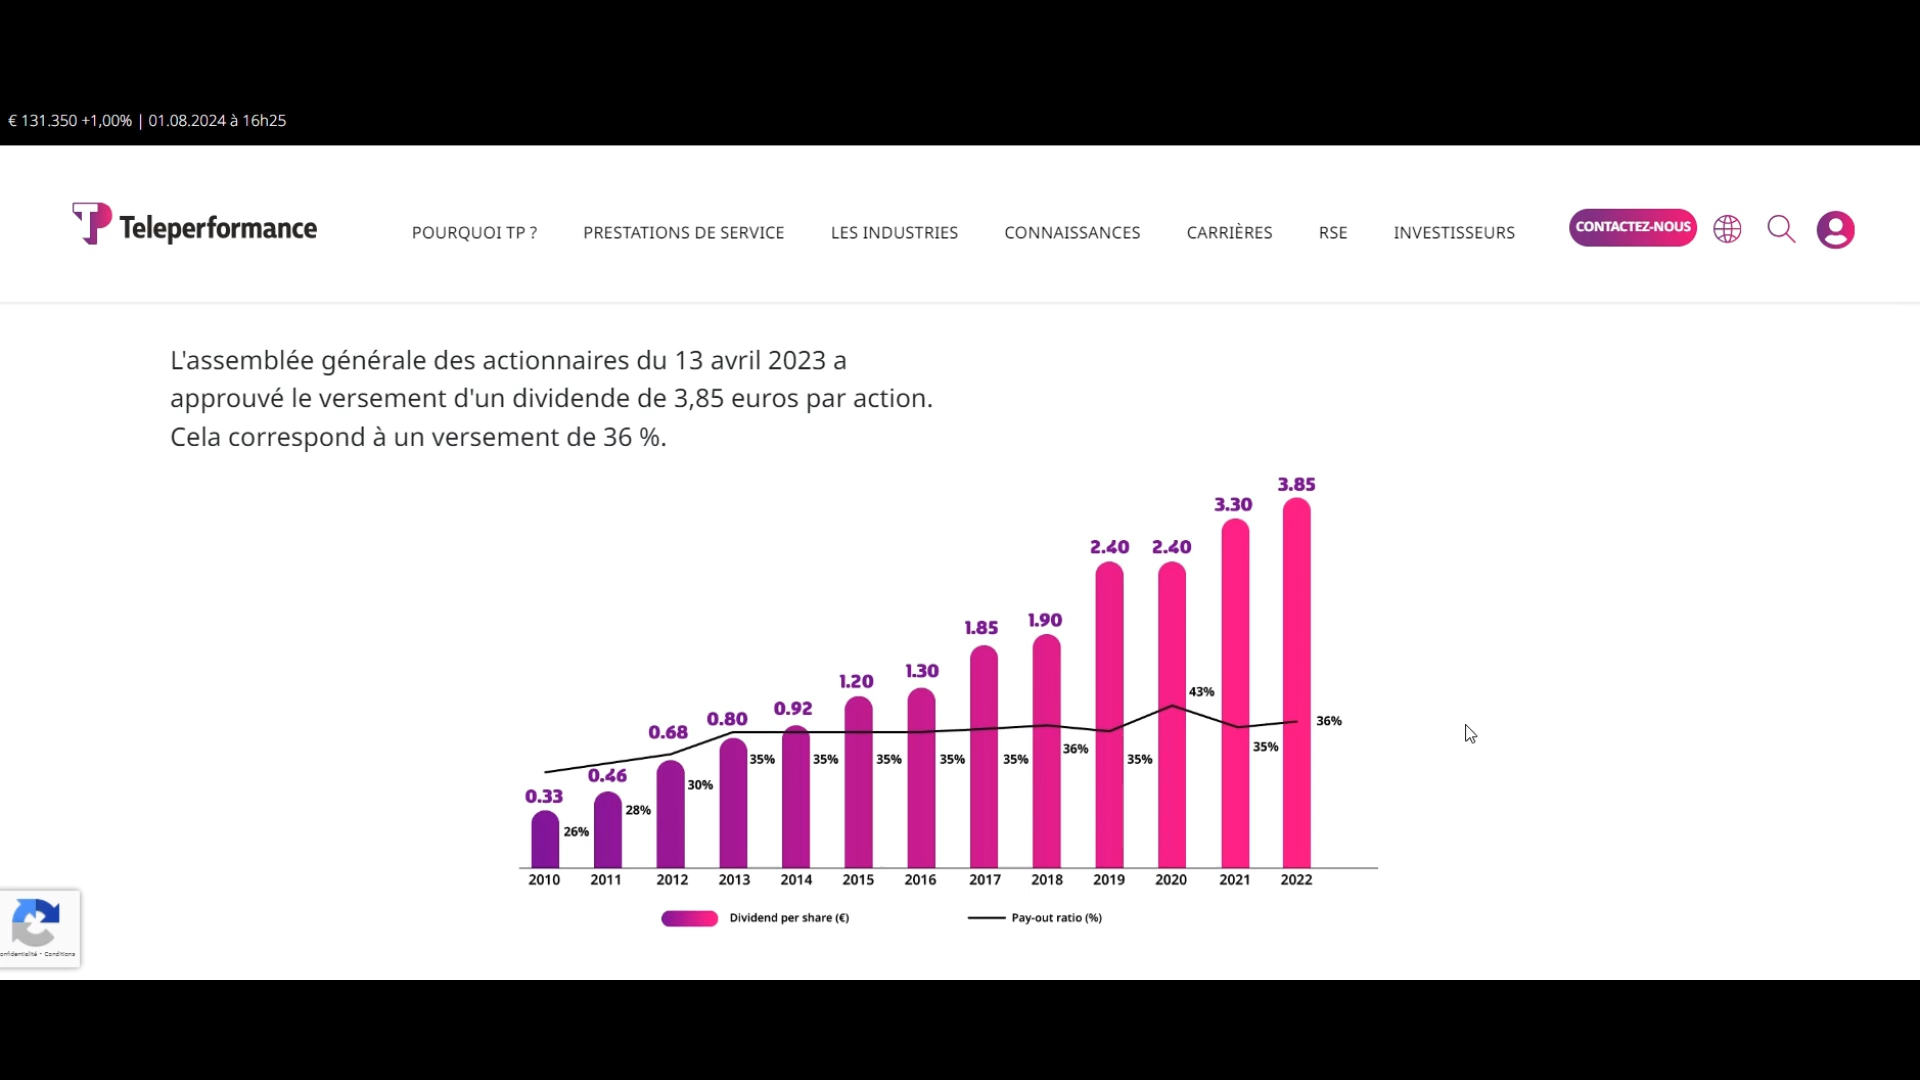 € 131.350 +1,00% | 01.08.2024 à 16h25
Teleperformance
POURQUOI TP ? PRESTATIONS DE SERVICE LES INDUSTRIES CONNAISSANCES CARRIÈRES RSE INVESTISSEURS CONTACTEZ-NOUS
L'assemblée générale des actionnaires du 13 avril 2023 a
approuvé le versement d'un dividende de 3,85 euros par action.
Cela correspond à un versement de 36 %.
0.33 0.46 0.68 0.80 0.92 1.20 1.30 1.85 1.90 2.40 2.40 3.30 3.85
26% 28% 30% 35% 35% 35% 35% 35% 36% 35% 43% 35% 36%
2010 2011 2012 2013 2014 2015 2016 2017 2018 2019 2020 2021 2022
Dividend per share (€) Pay-out ratio (%)
onfidentialité - Conditions